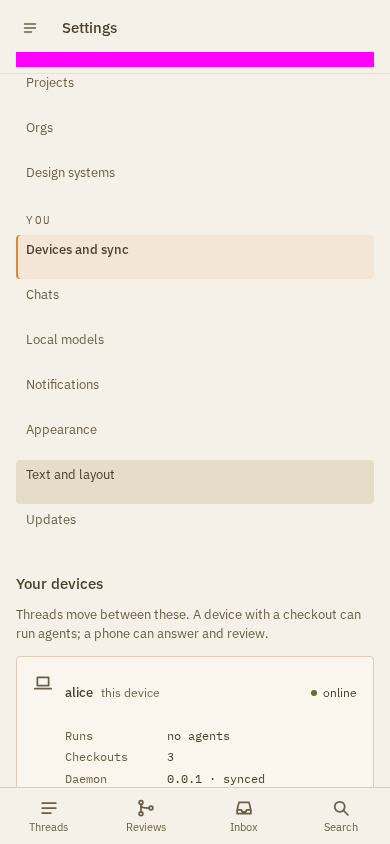 Settings
Projects
Orgs
Design systems
YOU
Devices and sync
Chats
Local models
Notifications
Appearance
Text and layout
Updates
Your devices
Threads move between these. A device with a checkout can
run agents; a phone can answer and review.
alice this device online
Runs no agents
Checkouts 3
Daemon 0.0.1 · synced
Threads Reviews Inbox Search